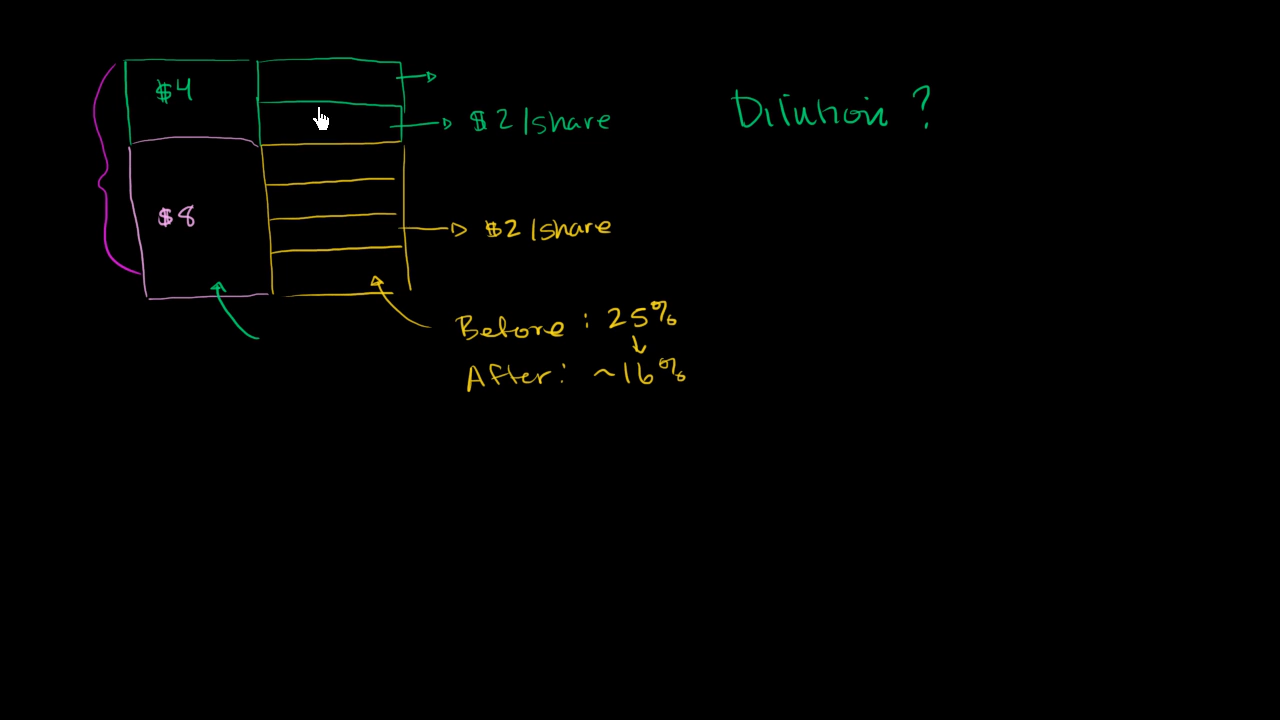 $4
$2/share
Dilution?
$8
$2/share
Before: 25%
After: ~16%